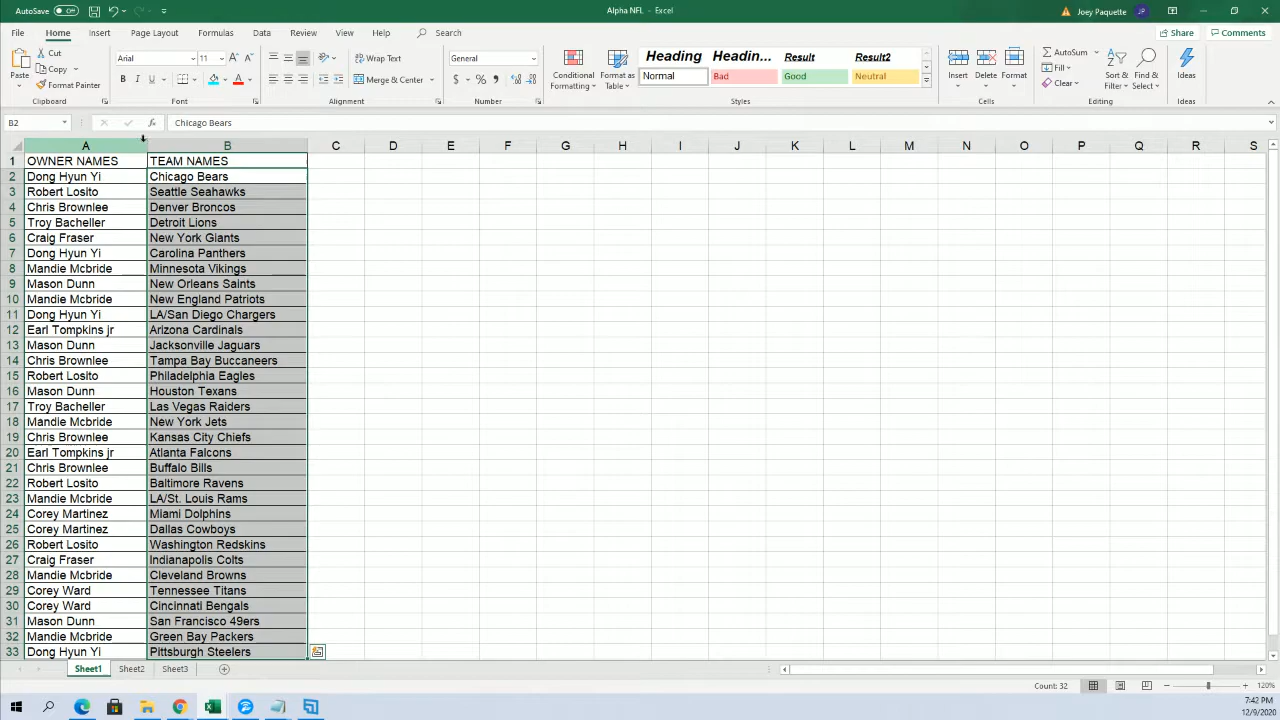 AutoSave Off
Alpha NFL – Excel
Joey Paquette JP
File Home Insert Page Layout Formulas Data Review View Help Search Share Comments
Paste
Cut
Copy
Format Painter
Clipboard
Arial 11 A A
B I U A
Font
Wrap Text
Merge & Center
Alignment
General
$ % ,
Number
Conditional Formatting
Format as Table
Heading Headin... Result Result2
Normal Bad Good Neutral
Styles
Insert Delete Format
Cells
AutoSum
Fill
Clear
Sort & Filter
Find & Select
Editing
Ideas
Ideas
B2 fx Chicago Bears
A B C D E F G H I J K L M N O P Q R S
1 OWNER NAMES TEAM NAMES
2 Dong Hyun Yi Chicago Bears
3 Robert Losito Seattle Seahawks
4 Chris Brownlee Denver Broncos
5 Troy Bacheller Detroit Lions
6 Craig Fraser New York Giants
7 Dong Hyun Yi Carolina Panthers
8 Mandie Mcbride Minnesota Vikings
9 Mason Dunn New Orleans Saints
10 Mandie Mcbride New England Patriots
11 Dong Hyun Yi LA/San Diego Chargers
12 Earl Tompkins jr Arizona Cardinals
13 Mason Dunn Jacksonville Jaguars
14 Chris Brownlee Tampa Bay Buccaneers
15 Robert Losito Philadelphia Eagles
16 Mason Dunn Houston Texans
17 Troy Bacheller Las Vegas Raiders
18 Mandie Mcbride New York Jets
19 Chris Brownlee Kansas City Chiefs
20 Earl Tompkins jr Atlanta Falcons
21 Chris Brownlee Buffalo Bills
22 Robert Losito Baltimore Ravens
23 Mandie Mcbride LA/St. Louis Rams
24 Corey Martinez Miami Dolphins
25 Corey Martinez Dallas Cowboys
26 Robert Losito Washington Redskins
27 Craig Fraser Indianapolis Colts
28 Mandie Mcbride Cleveland Browns
29 Corey Ward Tennessee Titans
30 Corey Ward Cincinnati Bengals
31 Mason Dunn San Francisco 49ers
32 Mandie Mcbride Green Bay Packers
33 Dong Hyun Yi Pittsburgh Steelers
Sheet1 Sheet2 Sheet3
Count: 32 120%
7:42 PM
12/9/2020